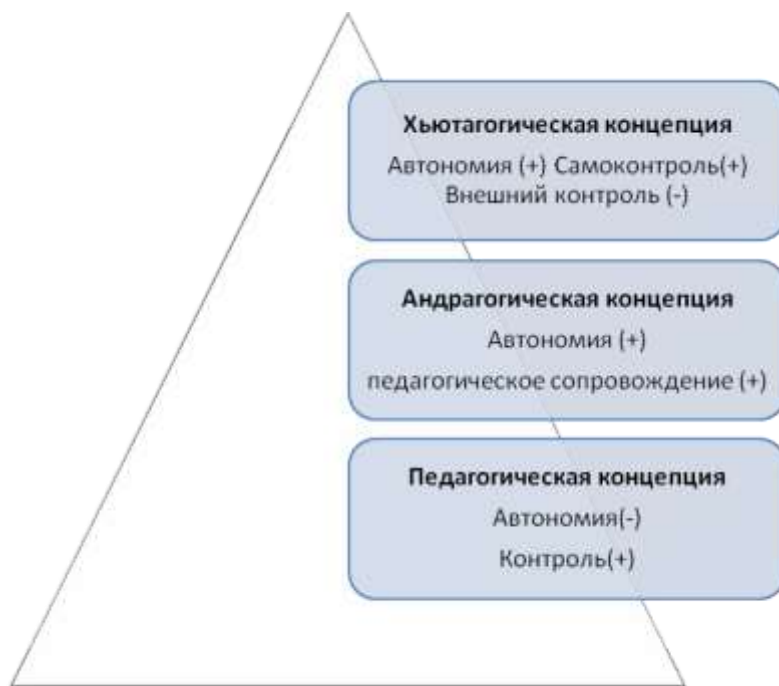 Хьютагогическая концепция
Автономия (+) Самоконтроль(+)
Внешний контроль (-)
Андрагогическая концепция
Автономия (+)
педагогическое сопровождение (+)
Педагогическая концепция
Автономия(-)
Контроль(+)